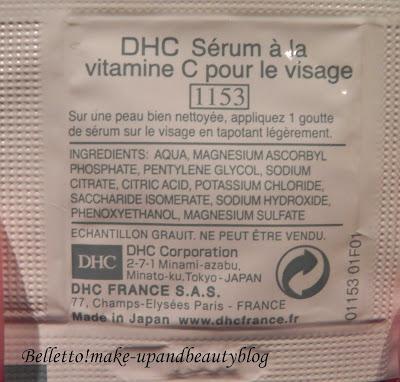 DHC Sérum à la
vitamine C pour le visage
1153
Sur une peau bien nettoyée, appliquez 1 goutte
de sérum sur le visage en tapotant légèrement.
INGREDIENTS: AQUA, MAGNESIUM ASCORBYL
PHOSPHATE, PENTYLENE GLYCOL, SODIUM
CITRATE, CITRIC ACID, POTASSIUM CHLORIDE,
SACCHARIDE ISOMERATE, SODIUM HYDROXIDE,
PHENOXYETHANOL, MAGNESIUM SULFATE
ECHANTILLON GRAUIT. NE PEUT ÊTRE VENDU.
DHC
DHC Corporation
2-7-1 Minami-azabu,
Minato-ku,Tokyo-JAPAN
DHC FRANCE S.A.S.
77, Champs-Elysées Paris - FRANCE
Made in Japan www.dhcfrance.fr
01153 01F01
Belletto!make-upandbeautyblog